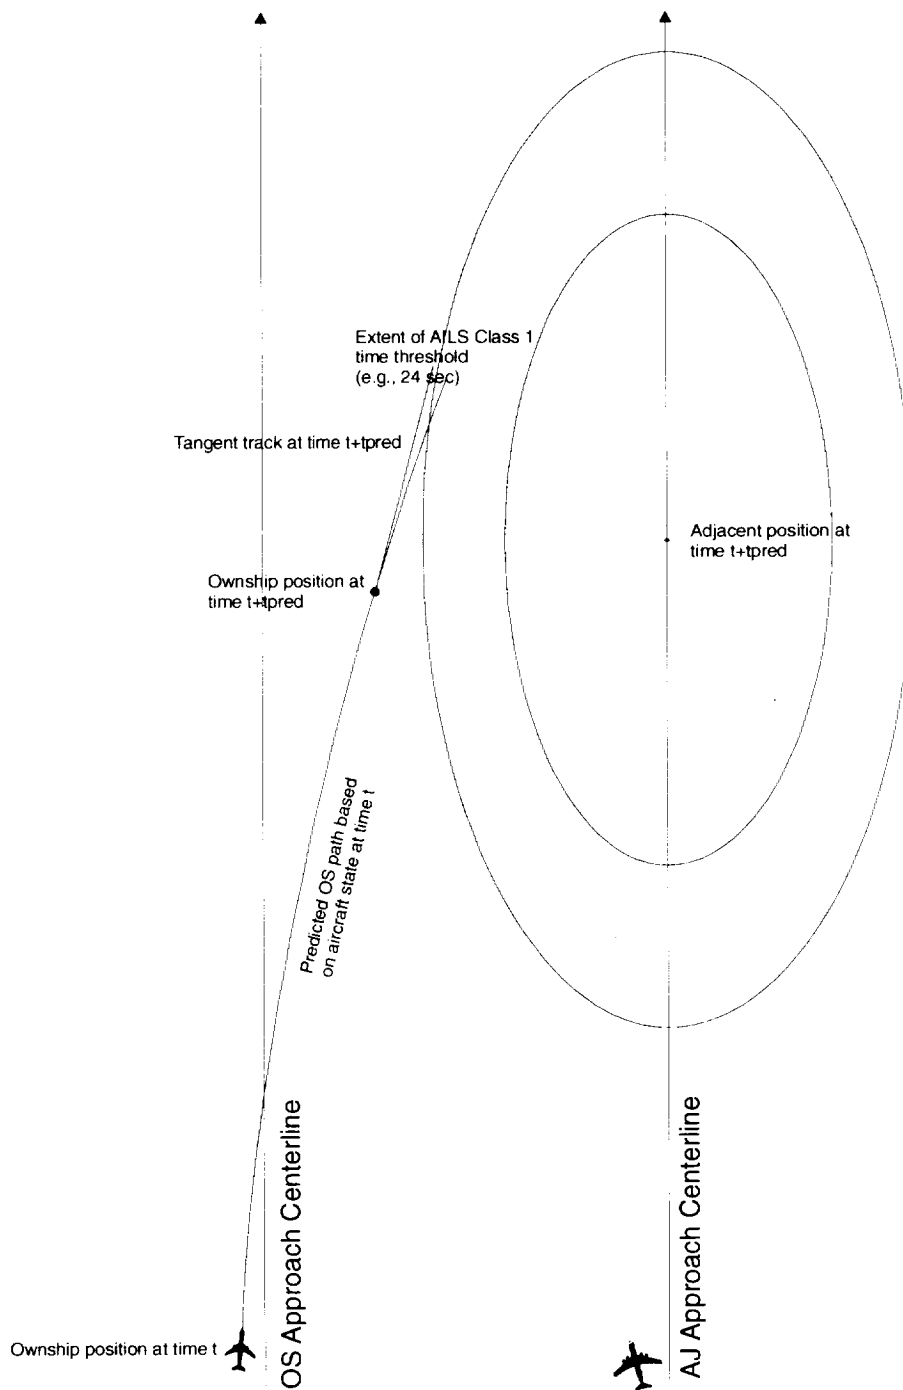 Extent of AILS Class 1
time threshold
(e.g., 24 sec)
Tangent track at time t+tpred
Adjacent position at
time t+tpred
Ownship position at
time t+tpred
Predicted OS path based
on aircraft state at time t
OS Approach Centerline
AJ Approach Centerline
Ownship position at time t